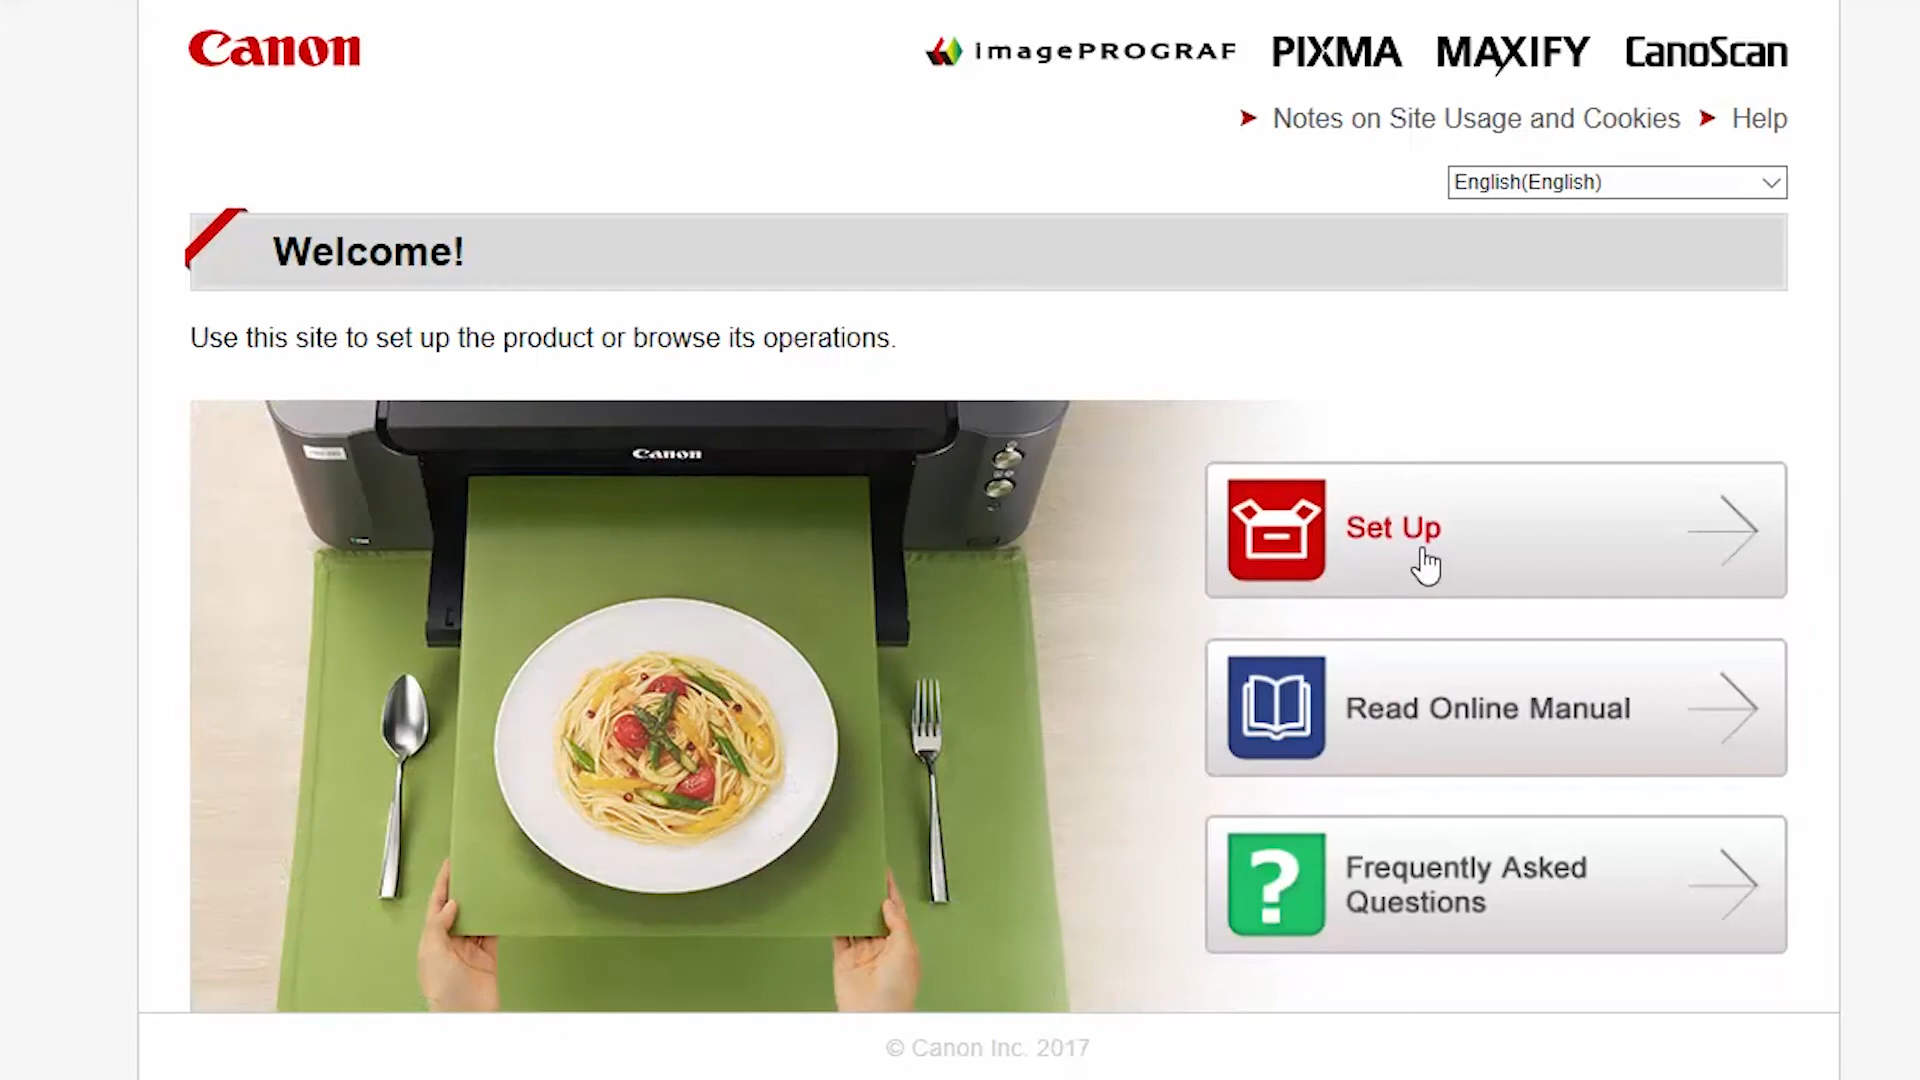 Canon
imagePROGRAF PIXMA MAXIFY CanoScan
Notes on Site Usage and Cookies Help
English(English)
Welcome!
Use this site to set up the product or browse its operations.
Canon
Set Up
Read Online Manual
Frequently Asked
Questions
© Canon Inc. 2017